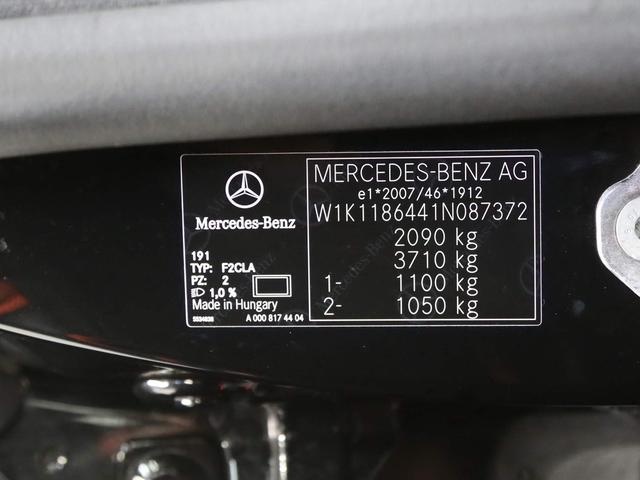 Mercedes-Benz
191
TYP: F2CLA
PZ: 2
1,0 %
Made in Hungary
A 000 817 44 04
MERCEDES-BENZ AG
e1*2007/46*1912
W1K1186441N087372
2090 kg
3710 kg
1- 1100 kg
2- 1050 kg